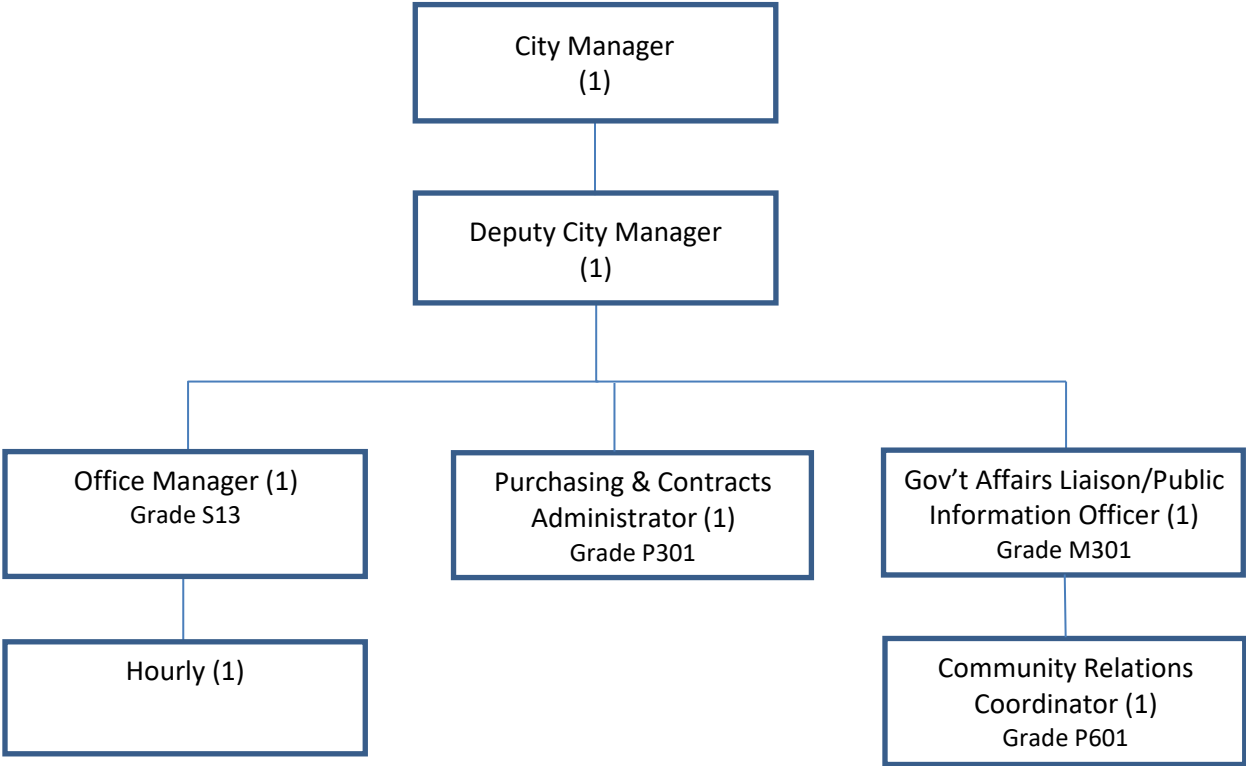 City Manager
(1)
Deputy City Manager
(1)
Office Manager (1)
Grade S13
Purchasing & Contracts
Administrator (1)
Grade P301
Gov’t Affairs Liaison/Public
Information Officer (1)
Grade M301
Hourly (1)
Community Relations
Coordinator (1)
Grade P601